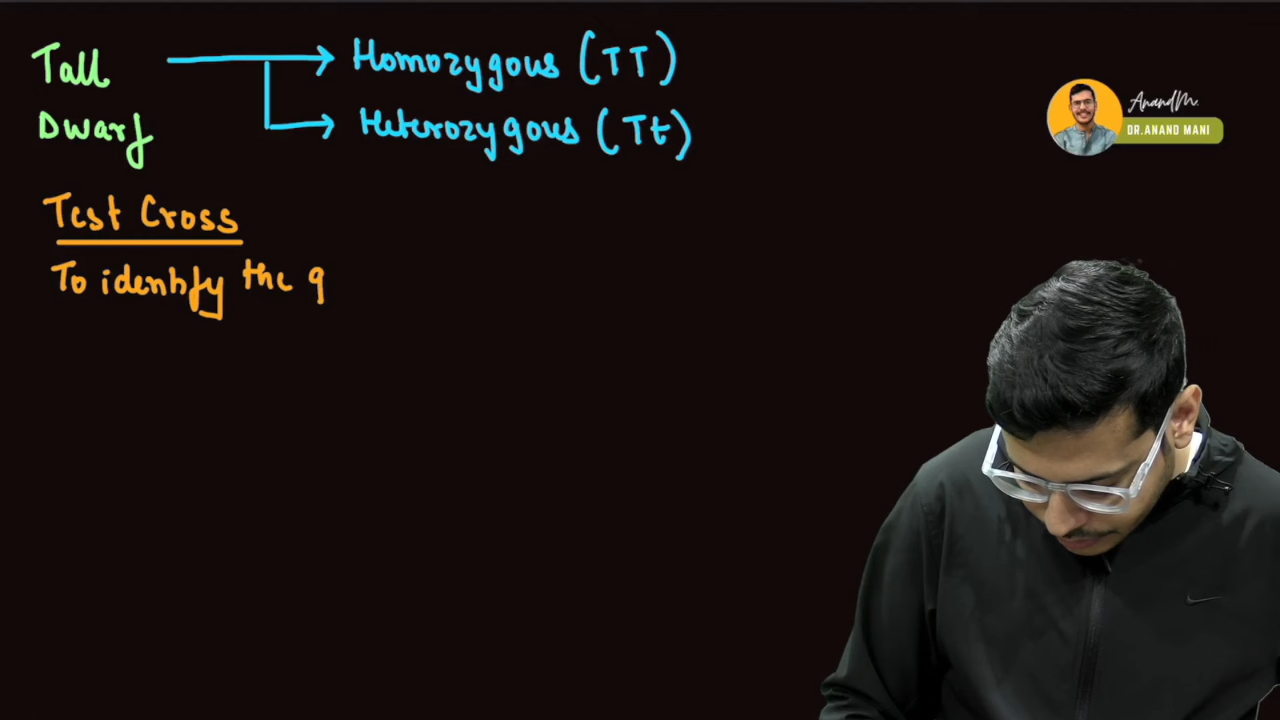 Tall → Homozygous (TT)
Dwarf → Heterozygous (Tt)
Test Cross
To identify the g
AnandM.
DR.ANAND MANI